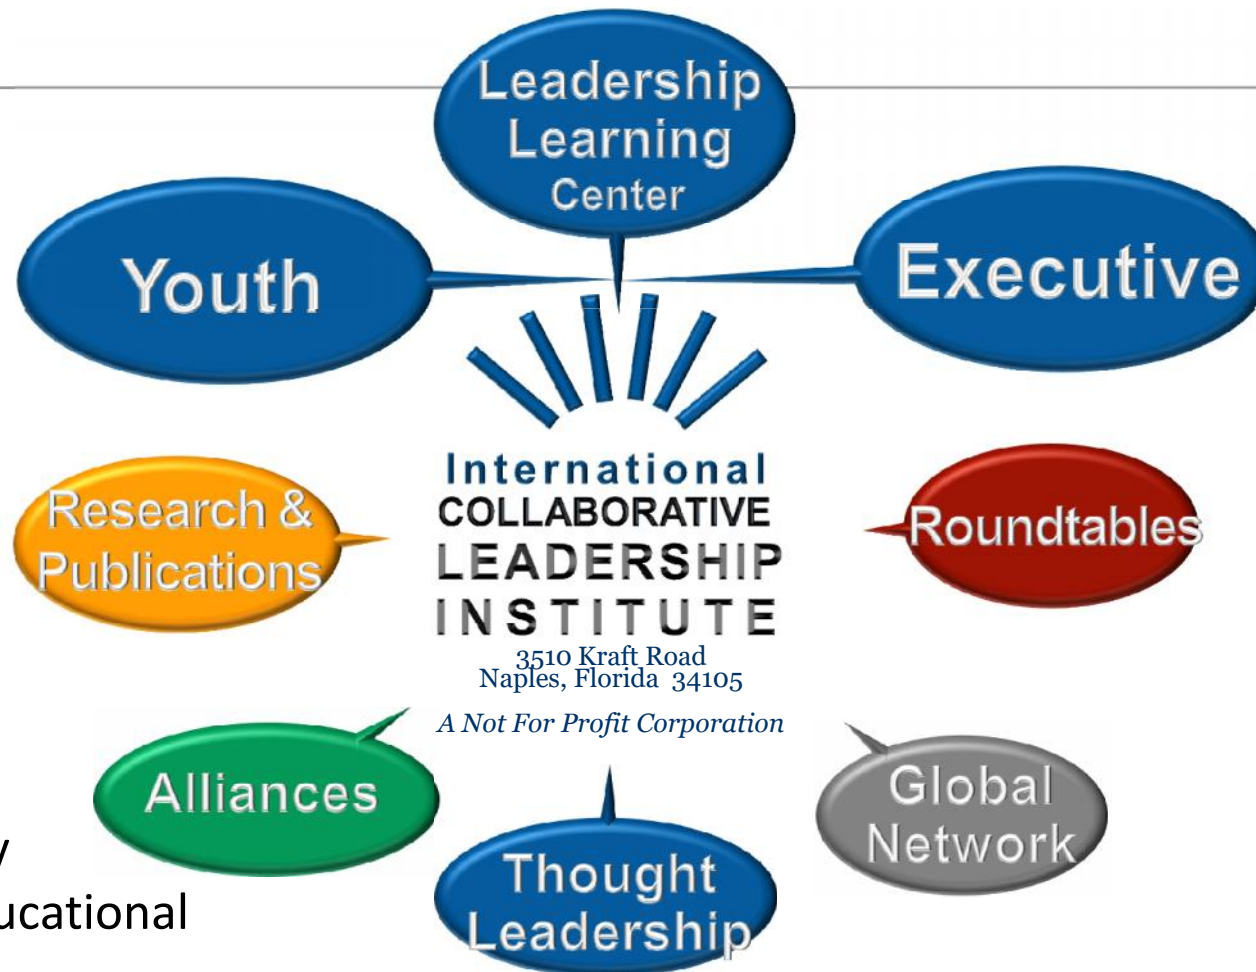 Leadership
Learning
Center
Youth
Executive
International
COLLABORATIVE
LEADERSHIP
INSTITUTE
3510 Kraft Road
Naples, Florida 34105
A Not For Profit Corporation
Research &
Publications
Roundtables
Alliances
Global
Network
Thought
Leadership